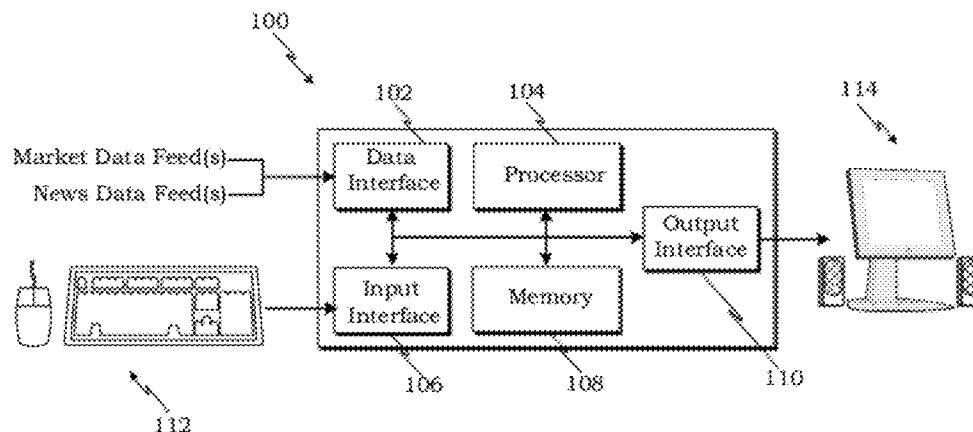 100
102
104
114
Market Data Feed(s)
News Data Feed(s)
Data
Interface
Processor
Output
Interface
Input
Interface
Memory
106
108
110
112